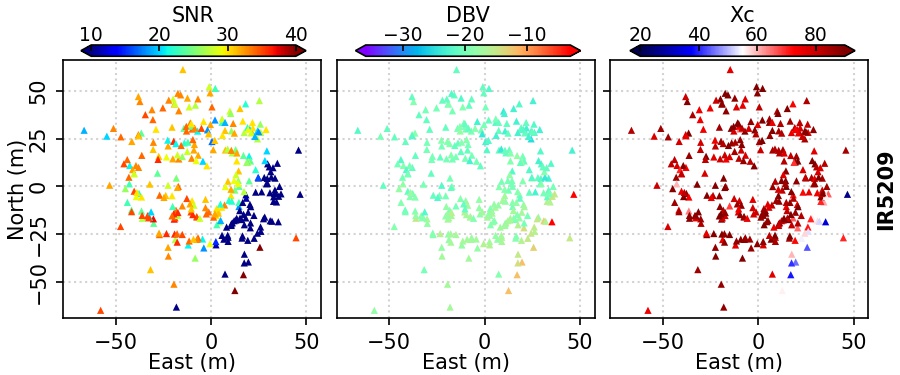 SNR
10 20 30 40
DBV
−30 −20 −10
Xc
20 40 60 80
North (m)
50
25
0
−25
−50
−50 0 50
East (m)
−50 0 50
East (m)
−50 0 50
East (m)
IR5209